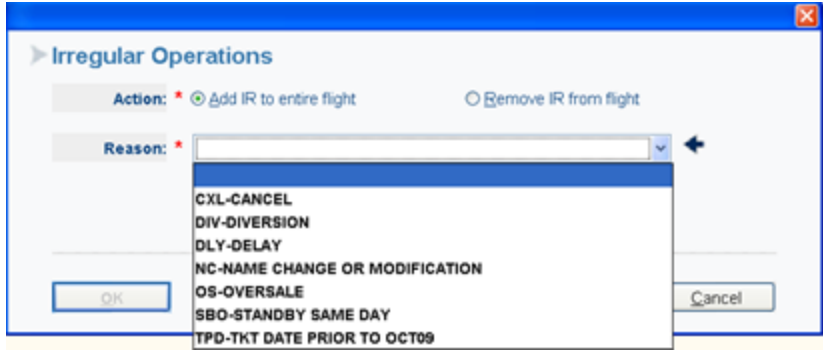 Irregular Operations
Action: * Add IR to entire flight Remove IR from flight
Reason: *
CXL-CANCEL
DIV-DIVERSION
DLY-DELAY
NC-NAME CHANGE OR MODIFICATION
OS-OVERSALE
SBO-STANDBY SAME DAY
TPD-TKT DATE PRIOR TO OCT09
OK Cancel